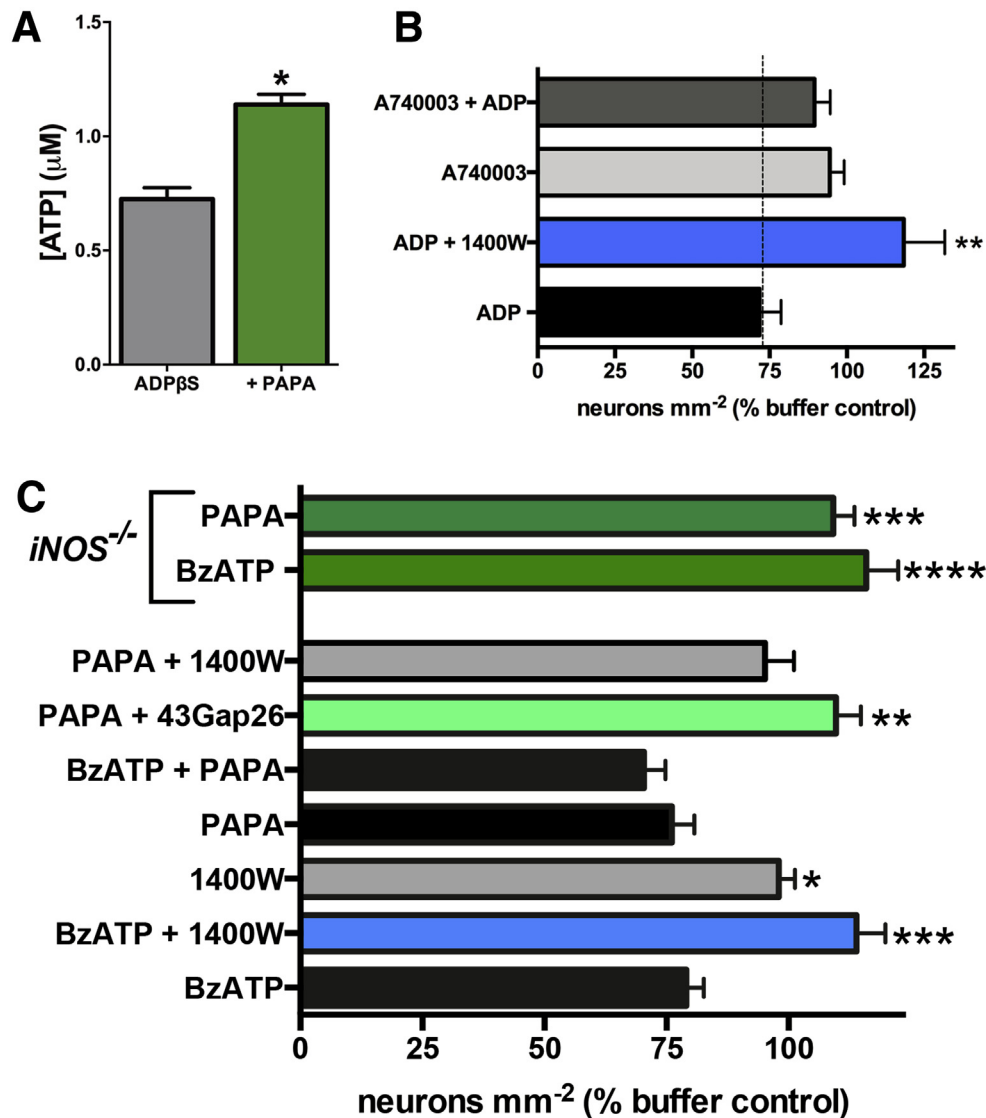 A
1.5
1.0
0.5
0.0
[ATP] (μM)
*
ADPβS
+ PAPA
B
A740003 + ADP
A740003
ADP + 1400W
**
ADP
0 25 50 75 100 125
neurons mm-2 (% buffer control)
C
iNOS-/-
PAPA
***
BzATP
****
PAPA + 1400W
PAPA + 43Gap26
**
BzATP + PAPA
PAPA
1400W
*
BzATP + 1400W
***
BzATP
0 25 50 75 100
neurons mm-2 (% buffer control)